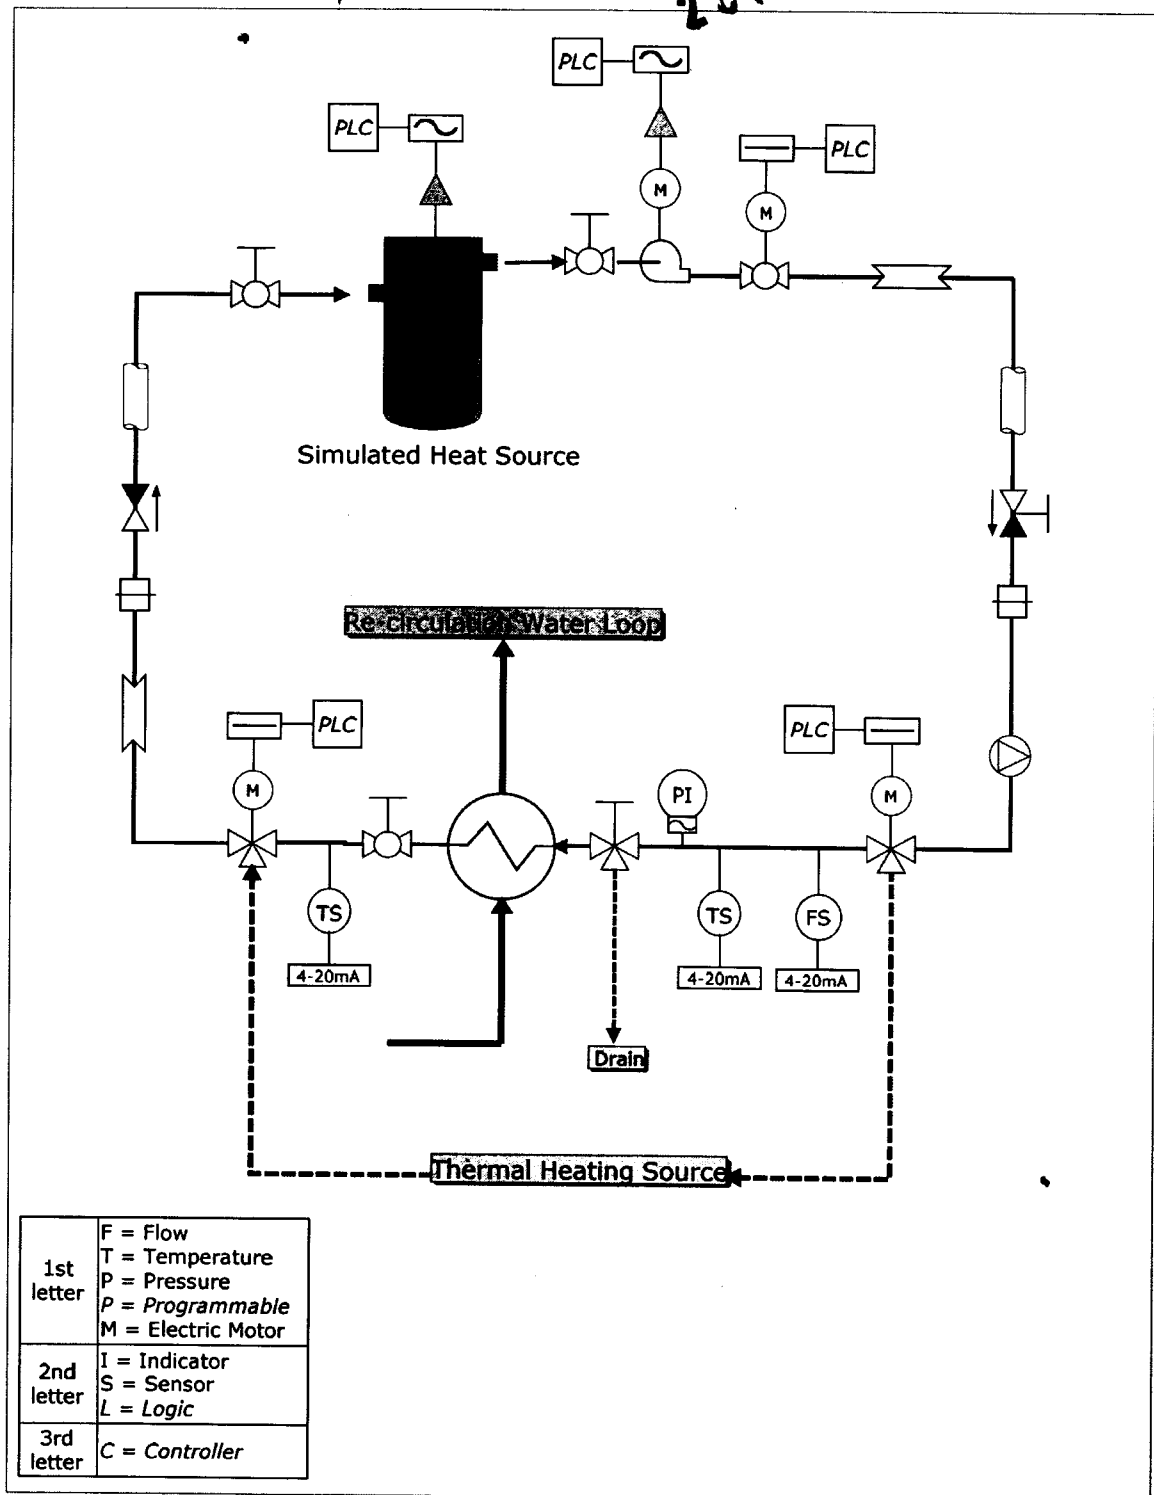 PLC
PLC
PLC
M
M
Simulated Heat Source
Re-circulation Water Loop
PLC
PLC
M
PI
M
TS
TS
FS
4-20mA
4-20mA
4-20mA
Drain
Thermal Heating Source
1st letter
F = Flow
T = Temperature
P = Pressure
P = Programmable
M = Electric Motor
2nd letter
I = Indicator
S = Sensor
L = Logic
3rd letter
C = Controller